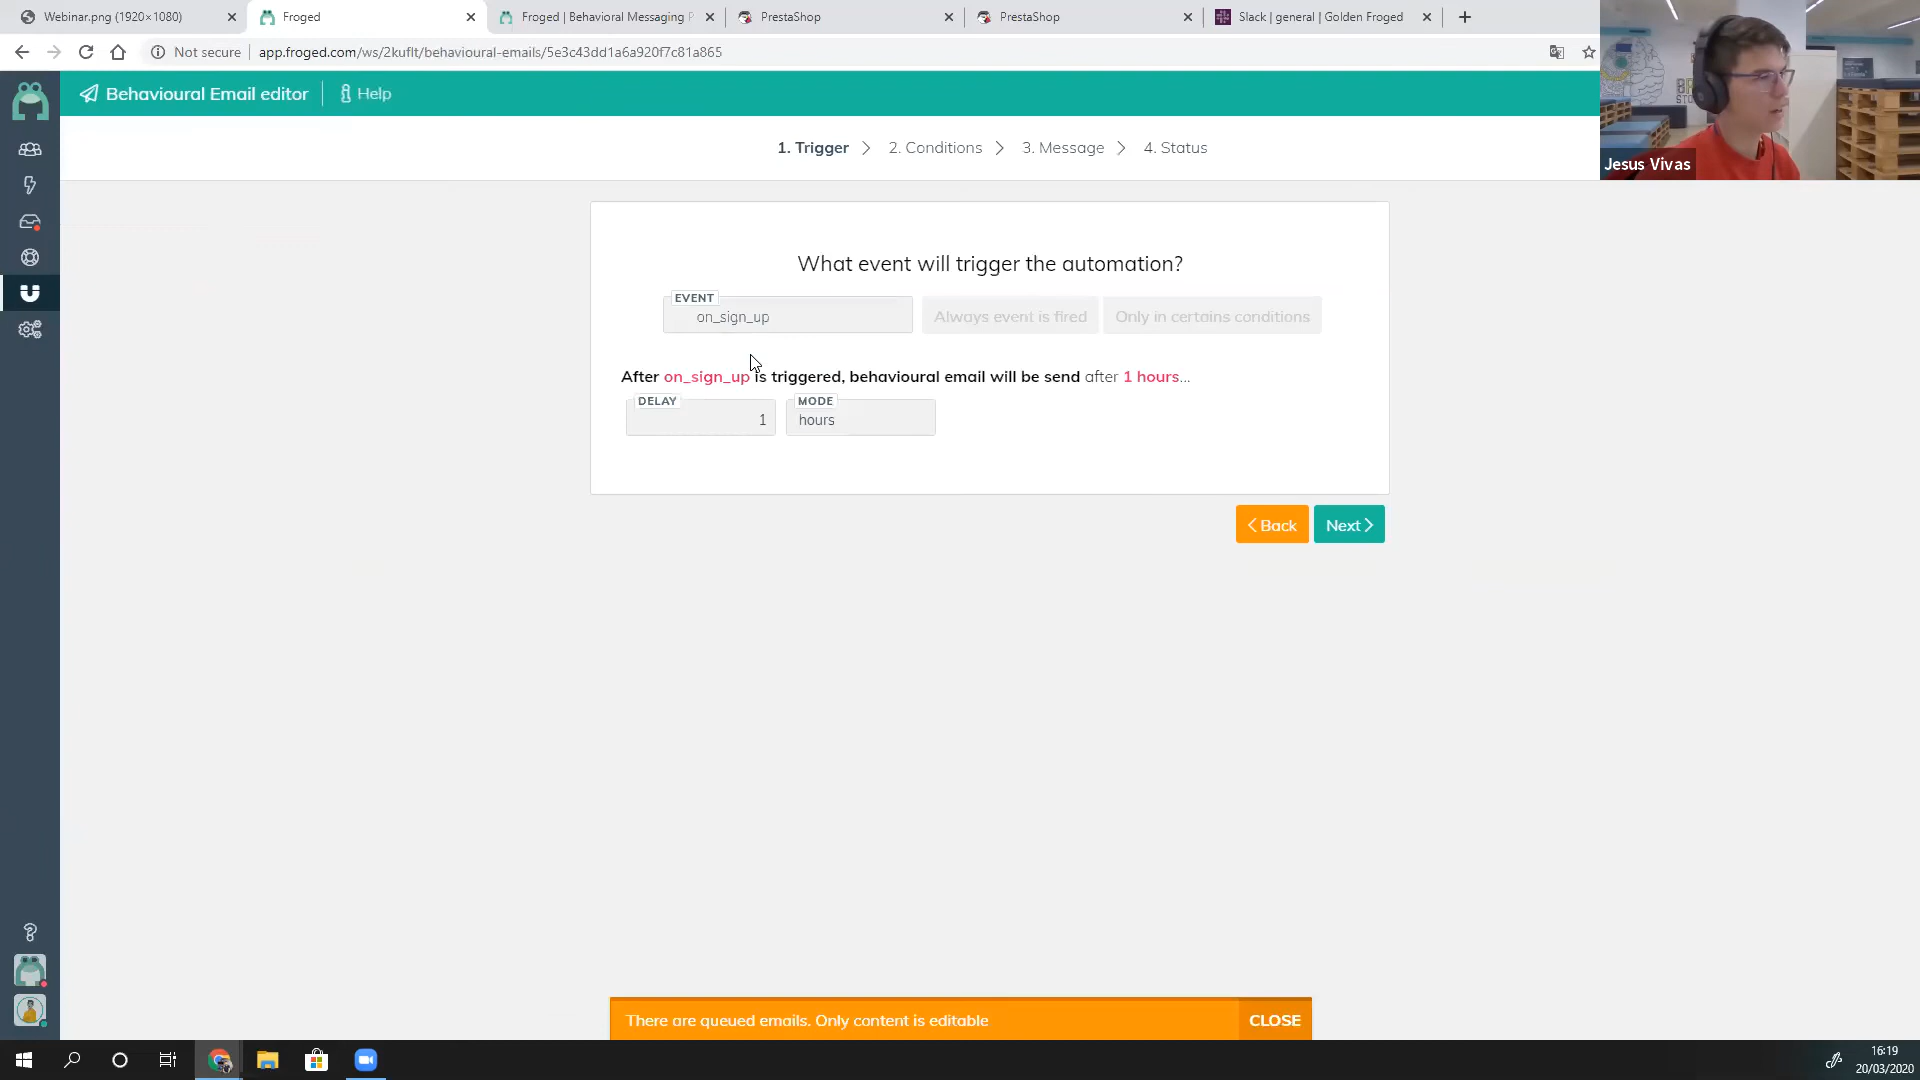 Webinar.png (1920×1080)
Froged
Froged | Behavioral Messaging P
PrestaShop
PrestaShop
Slack | general | Golden Froged
Not secure
app.froged.com/ws/2kuflt/behavioural-emails/5e3c43dd1a6a920f7c81a865
Behavioural Email editor
Help
Jesus Vivas
1. Trigger
2. Conditions
3. Message
4. Status
What event will trigger the automation?
EVENT
on_sign_up
Always event is fired
Only in certains conditions
After on_sign_up is triggered, behavioural email will be send after 1 hours...
DELAY
1
MODE
hours
Back
Next
There are queued emails. Only content is editable
CLOSE
16:19
20/03/2020